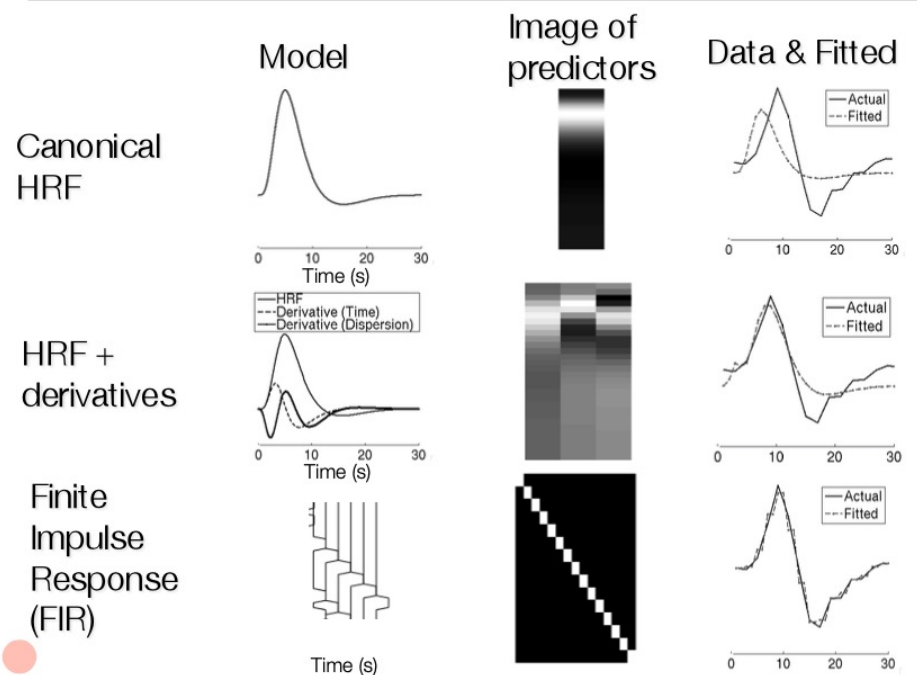 Model
Image of
predictors
Data & Fitted
Canonical
HRF
Actual
Fitted
0 10 20 30
Time (s)
0 10 20 30
HRF +
derivatives
HRF
Derivative (Time)
Derivative (Dispersion)
0 10 20 30
Time (s)
Actual
Fitted
0 10 20 30
Finite
Impulse
Response
(FIR)
Time (s)
Actual
Fitted
0 10 20 30